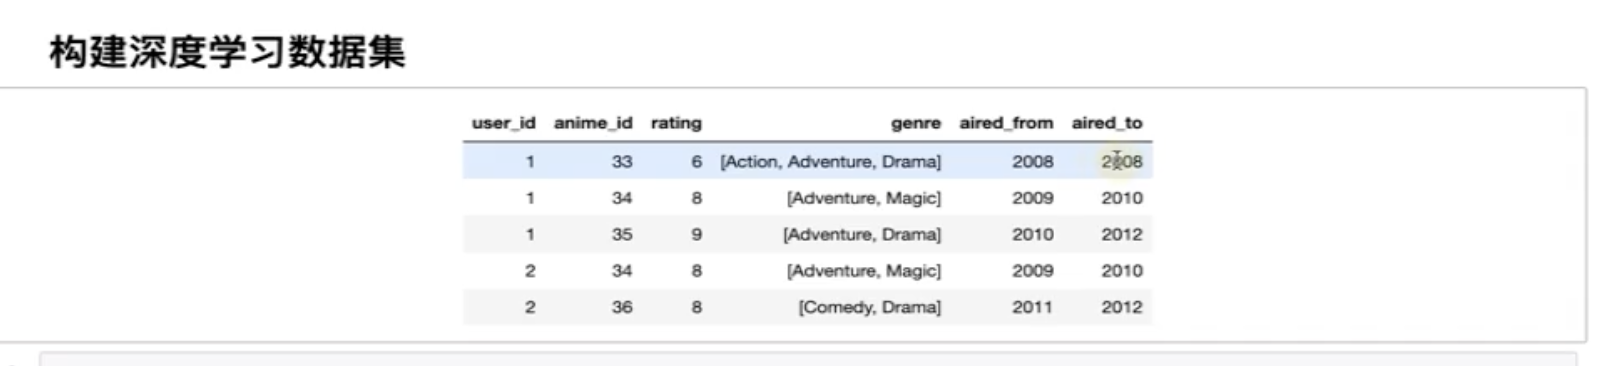 构建深度学习数据集
user_id anime_id rating genre aired_from aired_to
1 33 6 [Action, Adventure, Drama] 2008 2008
1 34 8 [Adventure, Magic] 2009 2010
1 35 9 [Adventure, Drama] 2010 2012
2 34 8 [Adventure, Magic] 2009 2010
2 36 8 [Comedy, Drama] 2011 2012